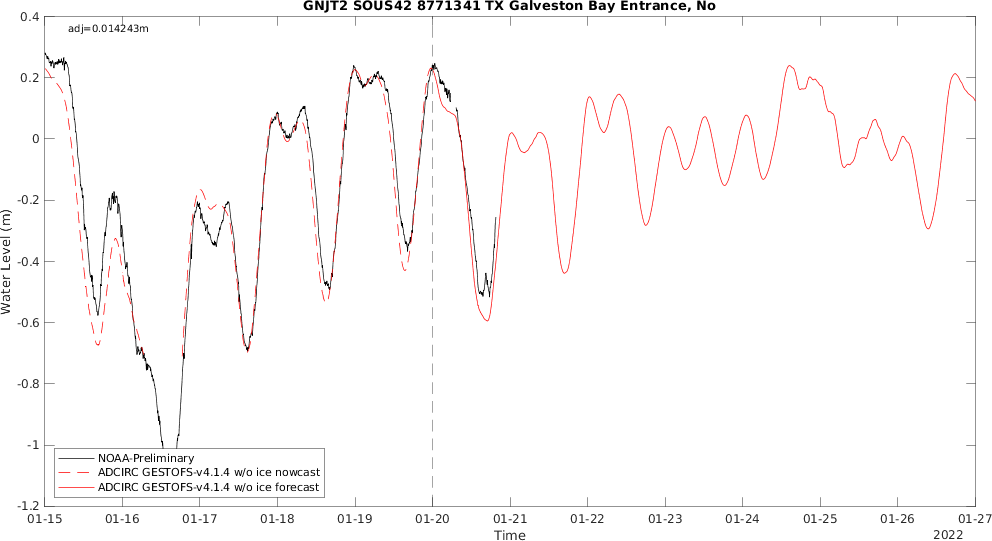 GNJT2 SOUS42 8771341 TX Galveston Bay Entrance, No
adj=0.014243m
0.4
0.2
0
-0.2
-0.4
-0.6
-0.8
-1
-1.2
Water Level (m)
NOAA-Preliminary
ADCIRC GESTOFS-v4.1.4 w/o ice nowcast
ADCIRC GESTOFS-v4.1.4 w/o ice forecast
01-15 01-16 01-17 01-18 01-19 01-20 01-21 01-22 01-23 01-24 01-25 01-26 01-27
Time
2022